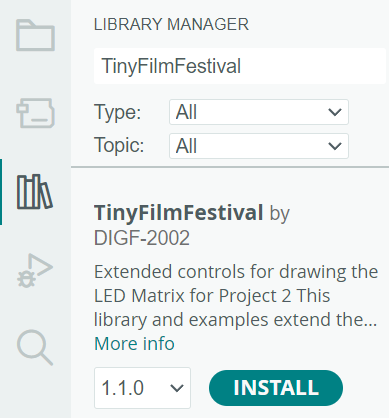 LIBRARY MANAGER
TinyFilmFestival
Type: All
Topic: All
TinyFilmFestival by
DIGF-2002
Extended controls for drawing the
LED Matrix for Project 2 This
library and examples extend the...
More info
1.1.0 INSTALL